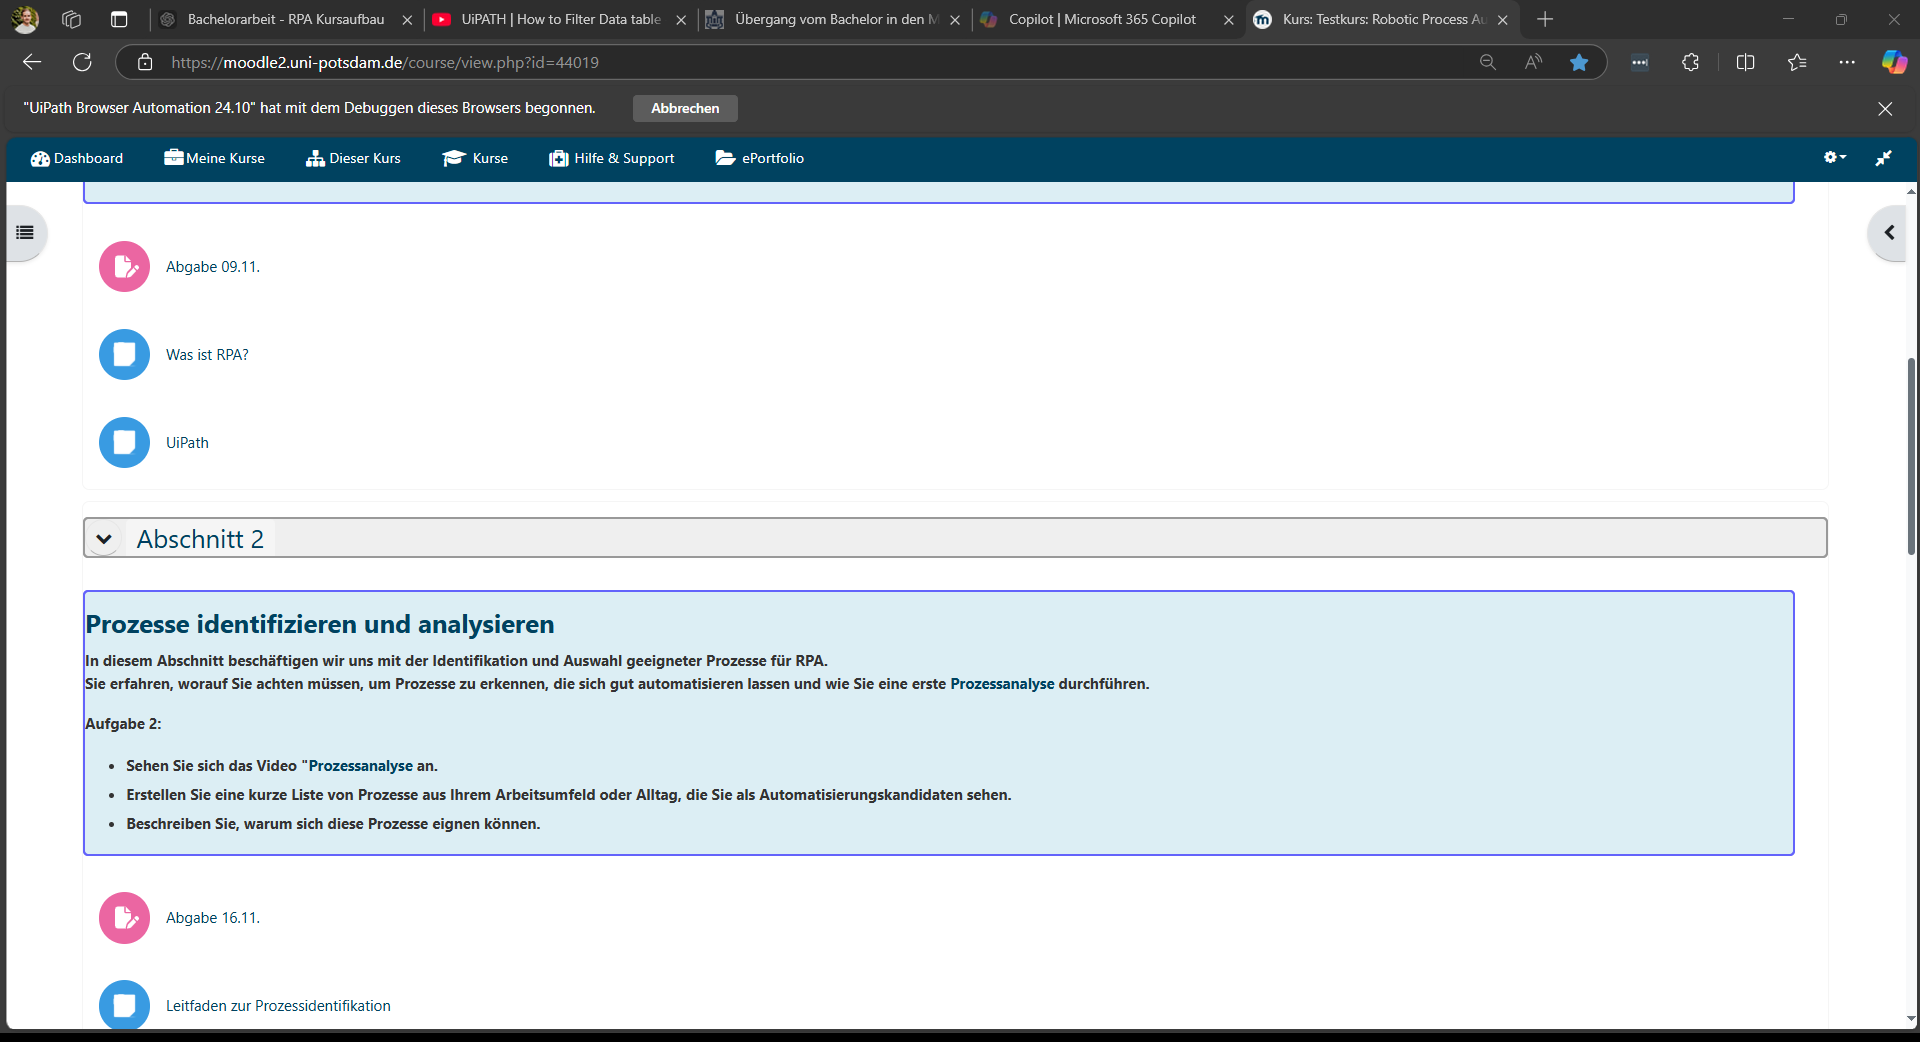 Bachelorarbeit - RPA Kursaufbau
UiPATH | How to Filter Data table
Übergang vom Bachelor in den M
Copilot | Microsoft 365 Copilot
Kurs: Testkurs: Robotic Process Au
https://moodle2.uni-potsdam.de/course/view.php?id=44019
"UiPath Browser Automation 24.10" hat mit dem Debuggen dieses Browsers begonnen.
Abbrechen
Dashboard
Meine Kurse
Dieser Kurs
Kurse
Hilfe & Support
ePortfolio
Abgabe 09.11.
Was ist RPA?
UiPath
Abschnitt 2
Prozesse identifizieren und analysieren
In diesem Abschnitt beschäftigen wir uns mit der Identifikation und Auswahl geeigneter Prozesse für RPA.
Sie erfahren, worauf Sie achten müssen, um Prozesse zu erkennen, die sich gut automatisieren lassen und wie Sie eine erste Prozessanalyse durchführen.
Aufgabe 2:
• Sehen Sie sich das Video "Prozessanalyse an.
• Erstellen Sie eine kurze Liste von Prozesse aus Ihrem Arbeitsumfeld oder Alltag, die Sie als Automatisierungskandidaten sehen.
• Beschreiben Sie, warum sich diese Prozesse eignen können.
Abgabe 16.11.
Leitfaden zur Prozessidentifikation